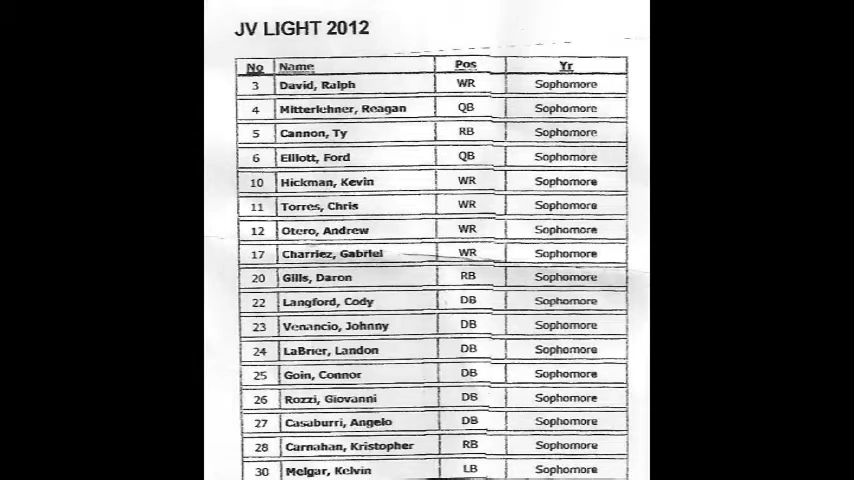 JV LIGHT 2012
No Name Pos Yr
3 David, Ralph WR Sophomore
4 Mitterlehner, Reagan QB Sophomore
5 Cannon, Ty RB Sophomore
6 Elliott, Ford QB Sophomore
10 Hickman, Kevin WR Sophomore
11 Torres, Chris WR Sophomore
12 Otero, Andrew WR Sophomore
17 Charriez, Gabriel WR Sophomore
20 Gills, Daron RB Sophomore
22 Langford, Cody DB Sophomore
23 Venancio, Johnny DB Sophomore
24 LaBrier, Landon DB Sophomore
25 Goin, Connor DB Sophomore
26 Rozzi, Giovanni DB Sophomore
27 Casaburri, Angelo DB Sophomore
28 Carnahan, Kristopher RB Sophomore
30 Melgar, Kelvin LB Sophomore